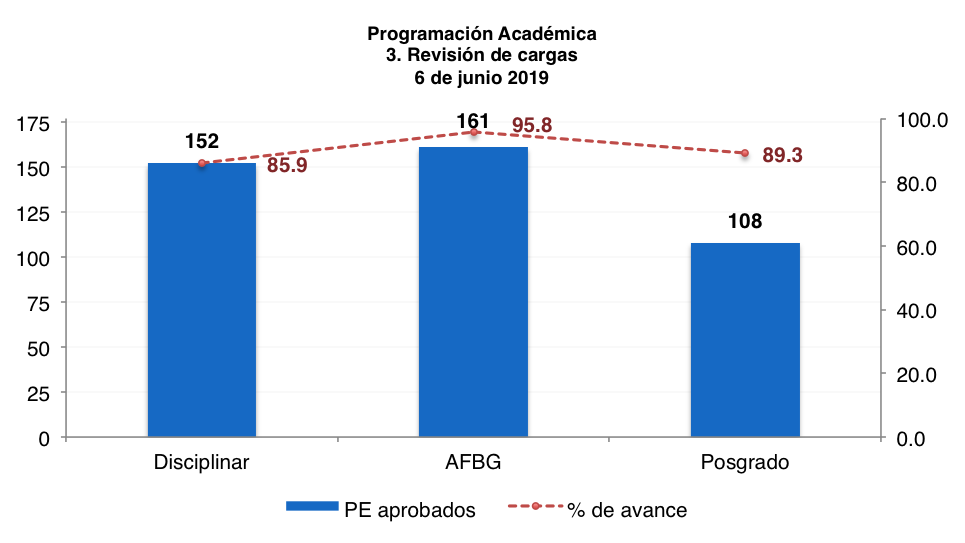 Programación Académica
3. Revisión de cargas
6 de junio 2019
175
150
125
100
75
50
25
0
152
161
108
85.9
95.8
89.3
100.0
80.0
60.0
40.0
20.0
0.0
Disciplinar
AFBG
Posgrado
PE aprobados
% de avance